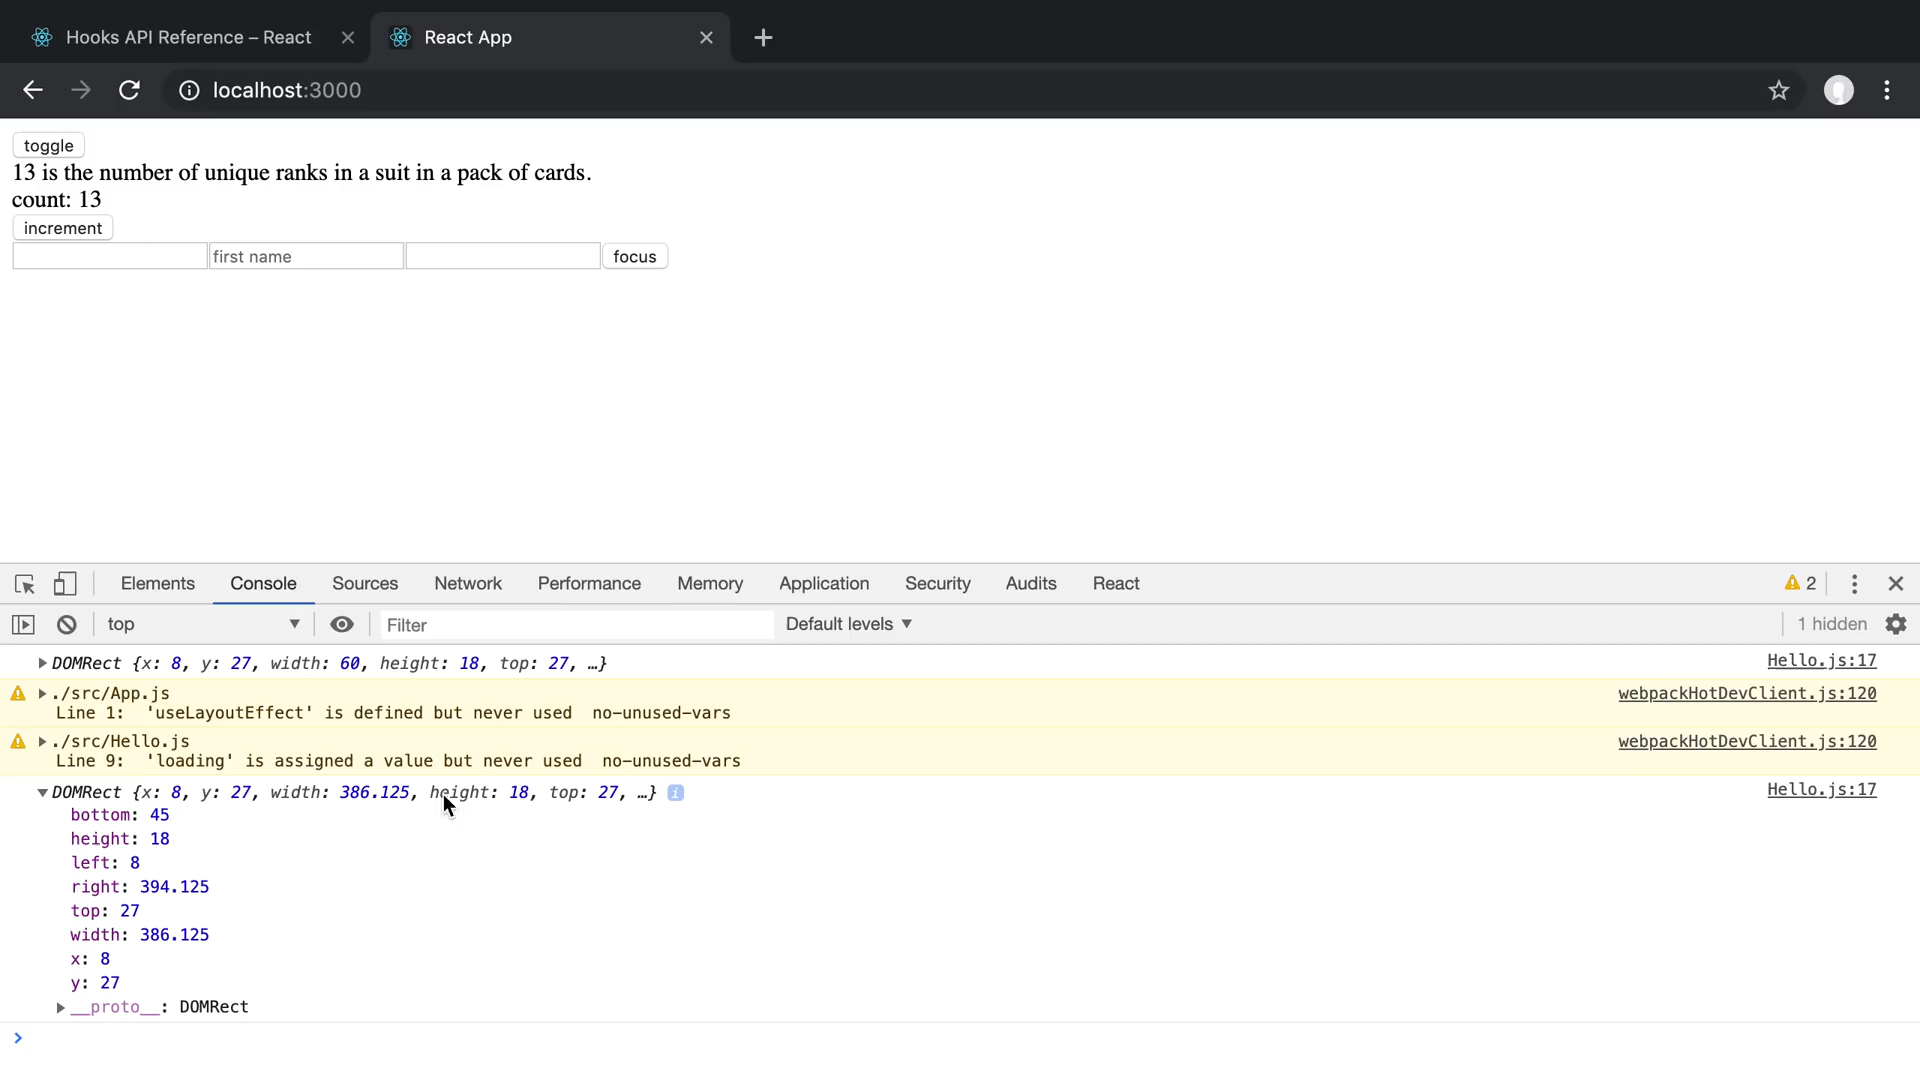 Hooks API Reference – React
React App
localhost:3000
toggle
13 is the number of unique ranks in a suit in a pack of cards.
count: 13
increment
first name focus
Elements Console Sources Network Performance Memory Application Security Audits React 2
top Filter Default levels ▼ 1 hidden
DOMRect {x: 8, y: 27, width: 60, height: 18, top: 27, …} Hello.js:17
./src/App.js webpackHotDevClient.js:120
Line 1:  'useLayoutEffect' is defined but never used  no-unused-vars
./src/Hello.js webpackHotDevClient.js:120
Line 9:  'loading' is assigned a value but never used  no-unused-vars
DOMRect {x: 8, y: 27, width: 386.125, height: 18, top: 27, …} i Hello.js:17
bottom: 45
height: 18
left: 8
right: 394.125
top: 27
width: 386.125
x: 8
y: 27
__proto__: DOMRect